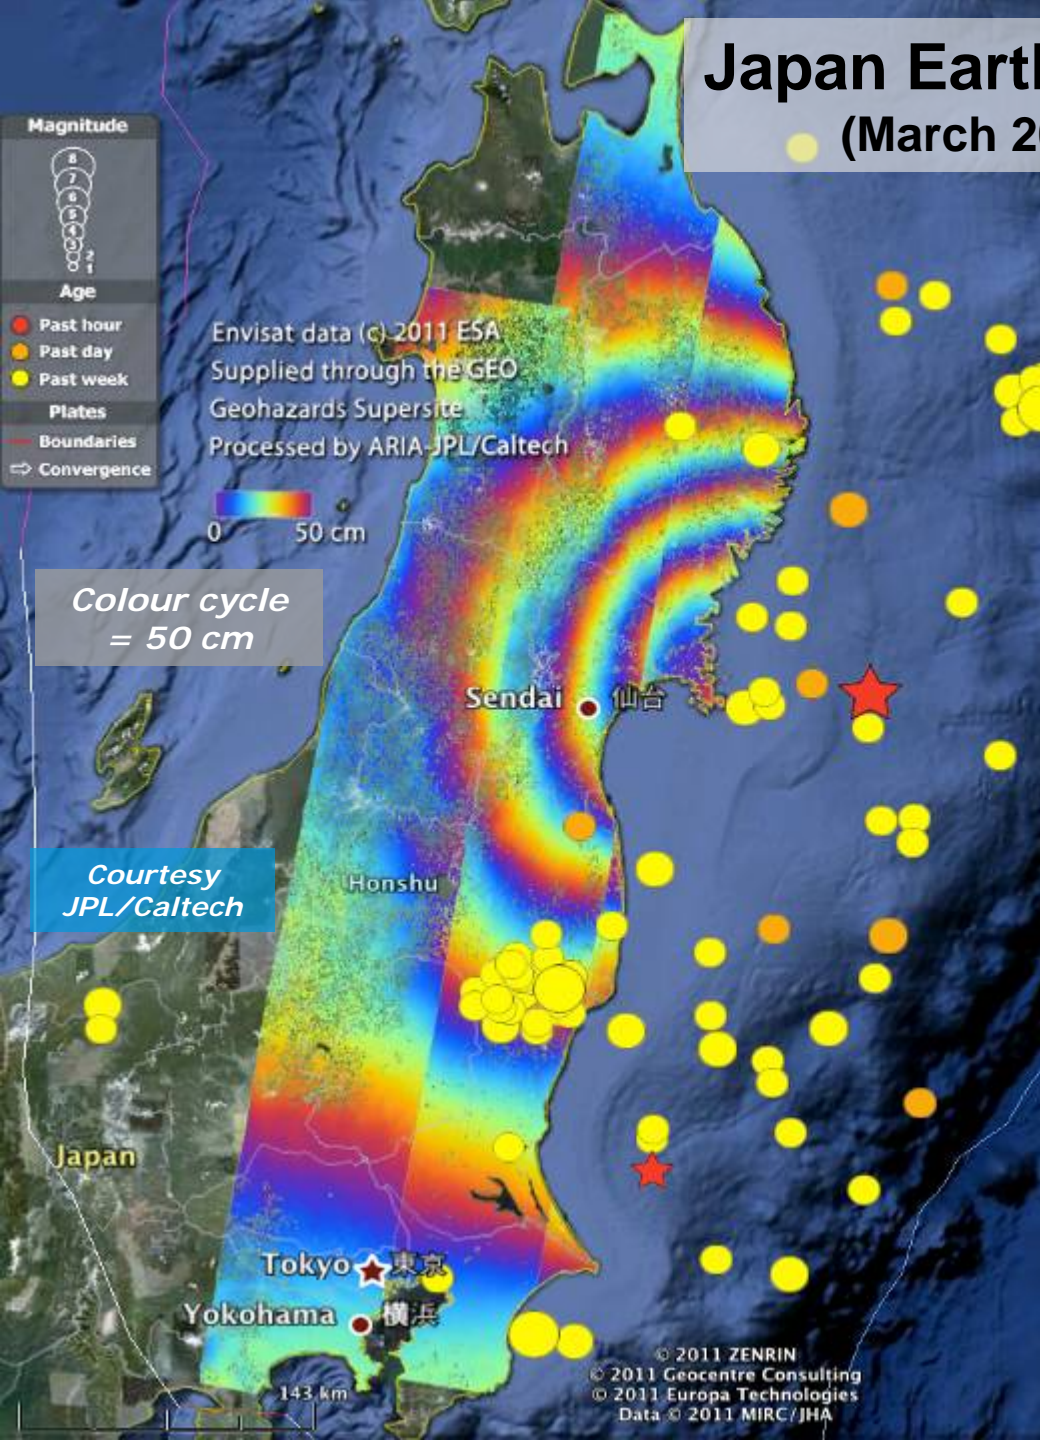 Japan Eart
(March 20
Magnitude
8
7
6
5
4
3
2
1
Age
Past hour
Past day
Past week
Plates
Boundaries
Convergence
Envisat data (c) 2011 ESA
Supplied through the GEO
Geohazards Supersite
Processed by ARIA-JPL/Caltech
0 50 cm
Colour cycle
= 50 cm
Sendai 仙台
Courtesy
JPL/Caltech
Honshu
Japan
Tokyo 東京
Yokohama 横浜
© 2011 ZENRIN
© 2011 Geocentre Consulting
© 2011 Europa Technologies
Data © 2011 MIRC/JHA
143 km